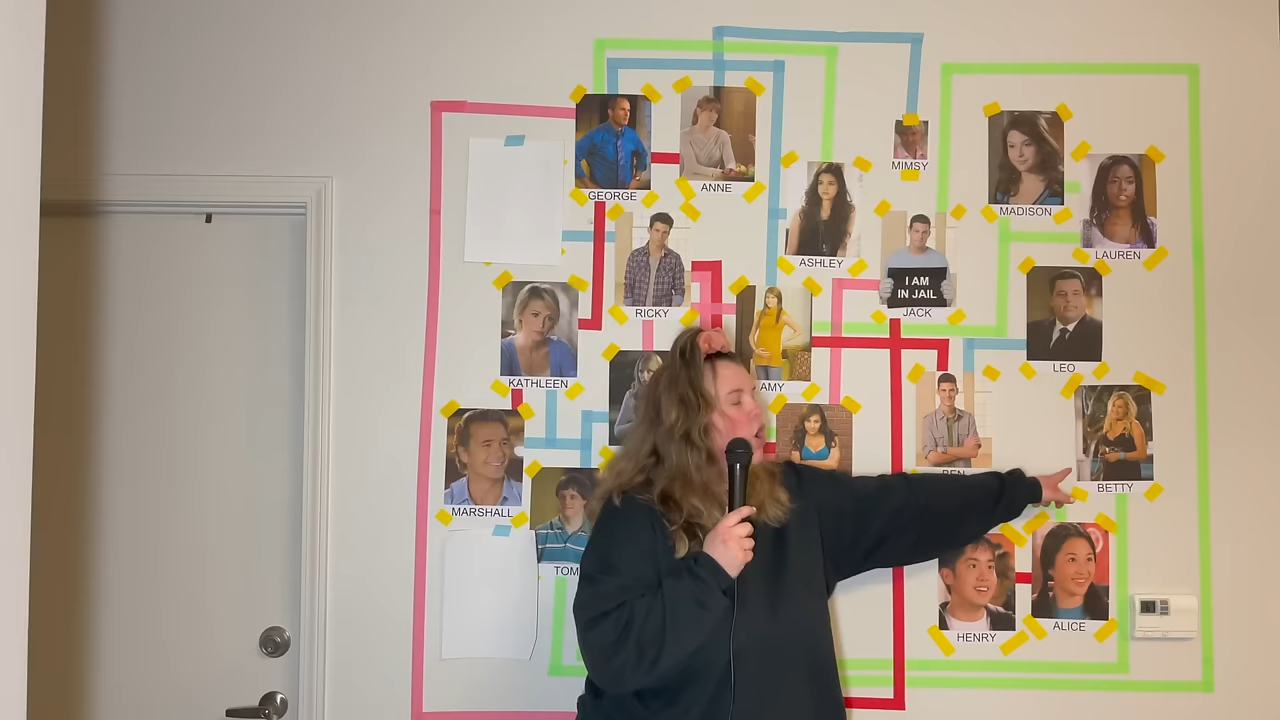 MIMSY
ANNE
GEORGE
MADISON
LAUREN
ASHLEY
I AM
IN JAIL
JACK
RICKY
LEO
KATHLEEN
AMY
BEN
BETTY
MARSHALL
TOM
HENRY
ALICE